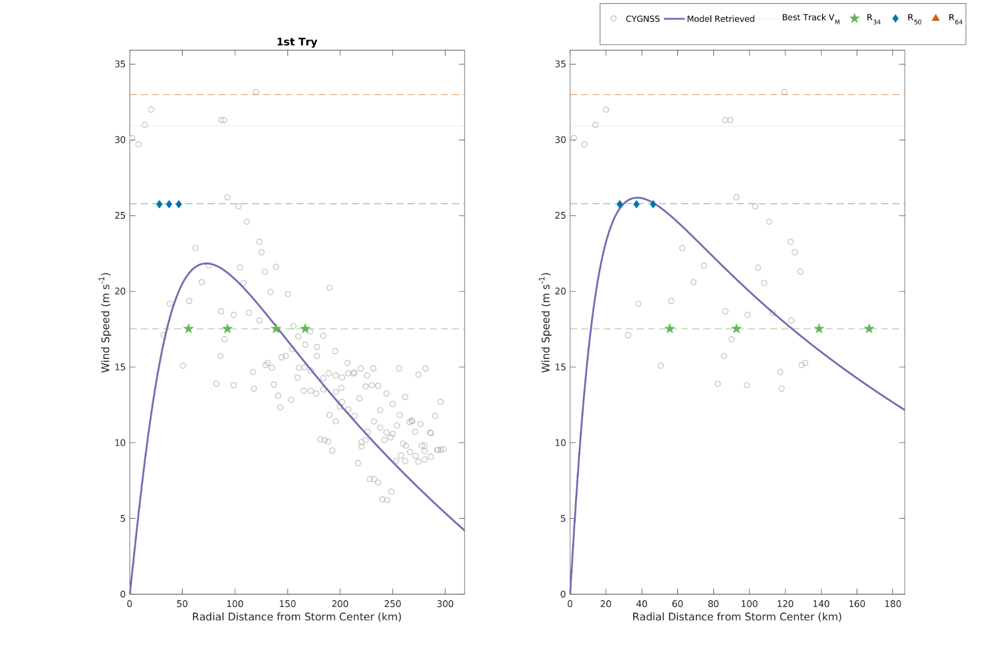 CYGNSS Model Retrieved Best Track V_M R_34 R_50 R_64
1st Try
35
30
25
20
15
10
5
0
Wind Speed (m s^-1)
0 50 100 150 200 250 300
Radial Distance from Storm Center (km)
35
30
25
20
15
10
5
0
Wind Speed (m s^-1)
0 20 40 60 80 100 120 140 160 180
Radial Distance from Storm Center (km)